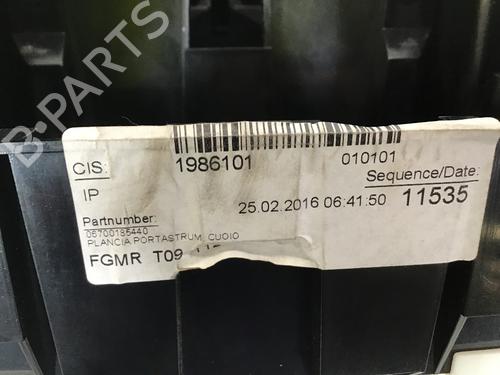 B-PARTS
CIS: 1986101 010101
IP Sequence/Date:
25.02.2016 06:41:50 11535
Partnumber:
06700185440
PLANCIA PORTASTRUM. CUOIO
FGMR T09